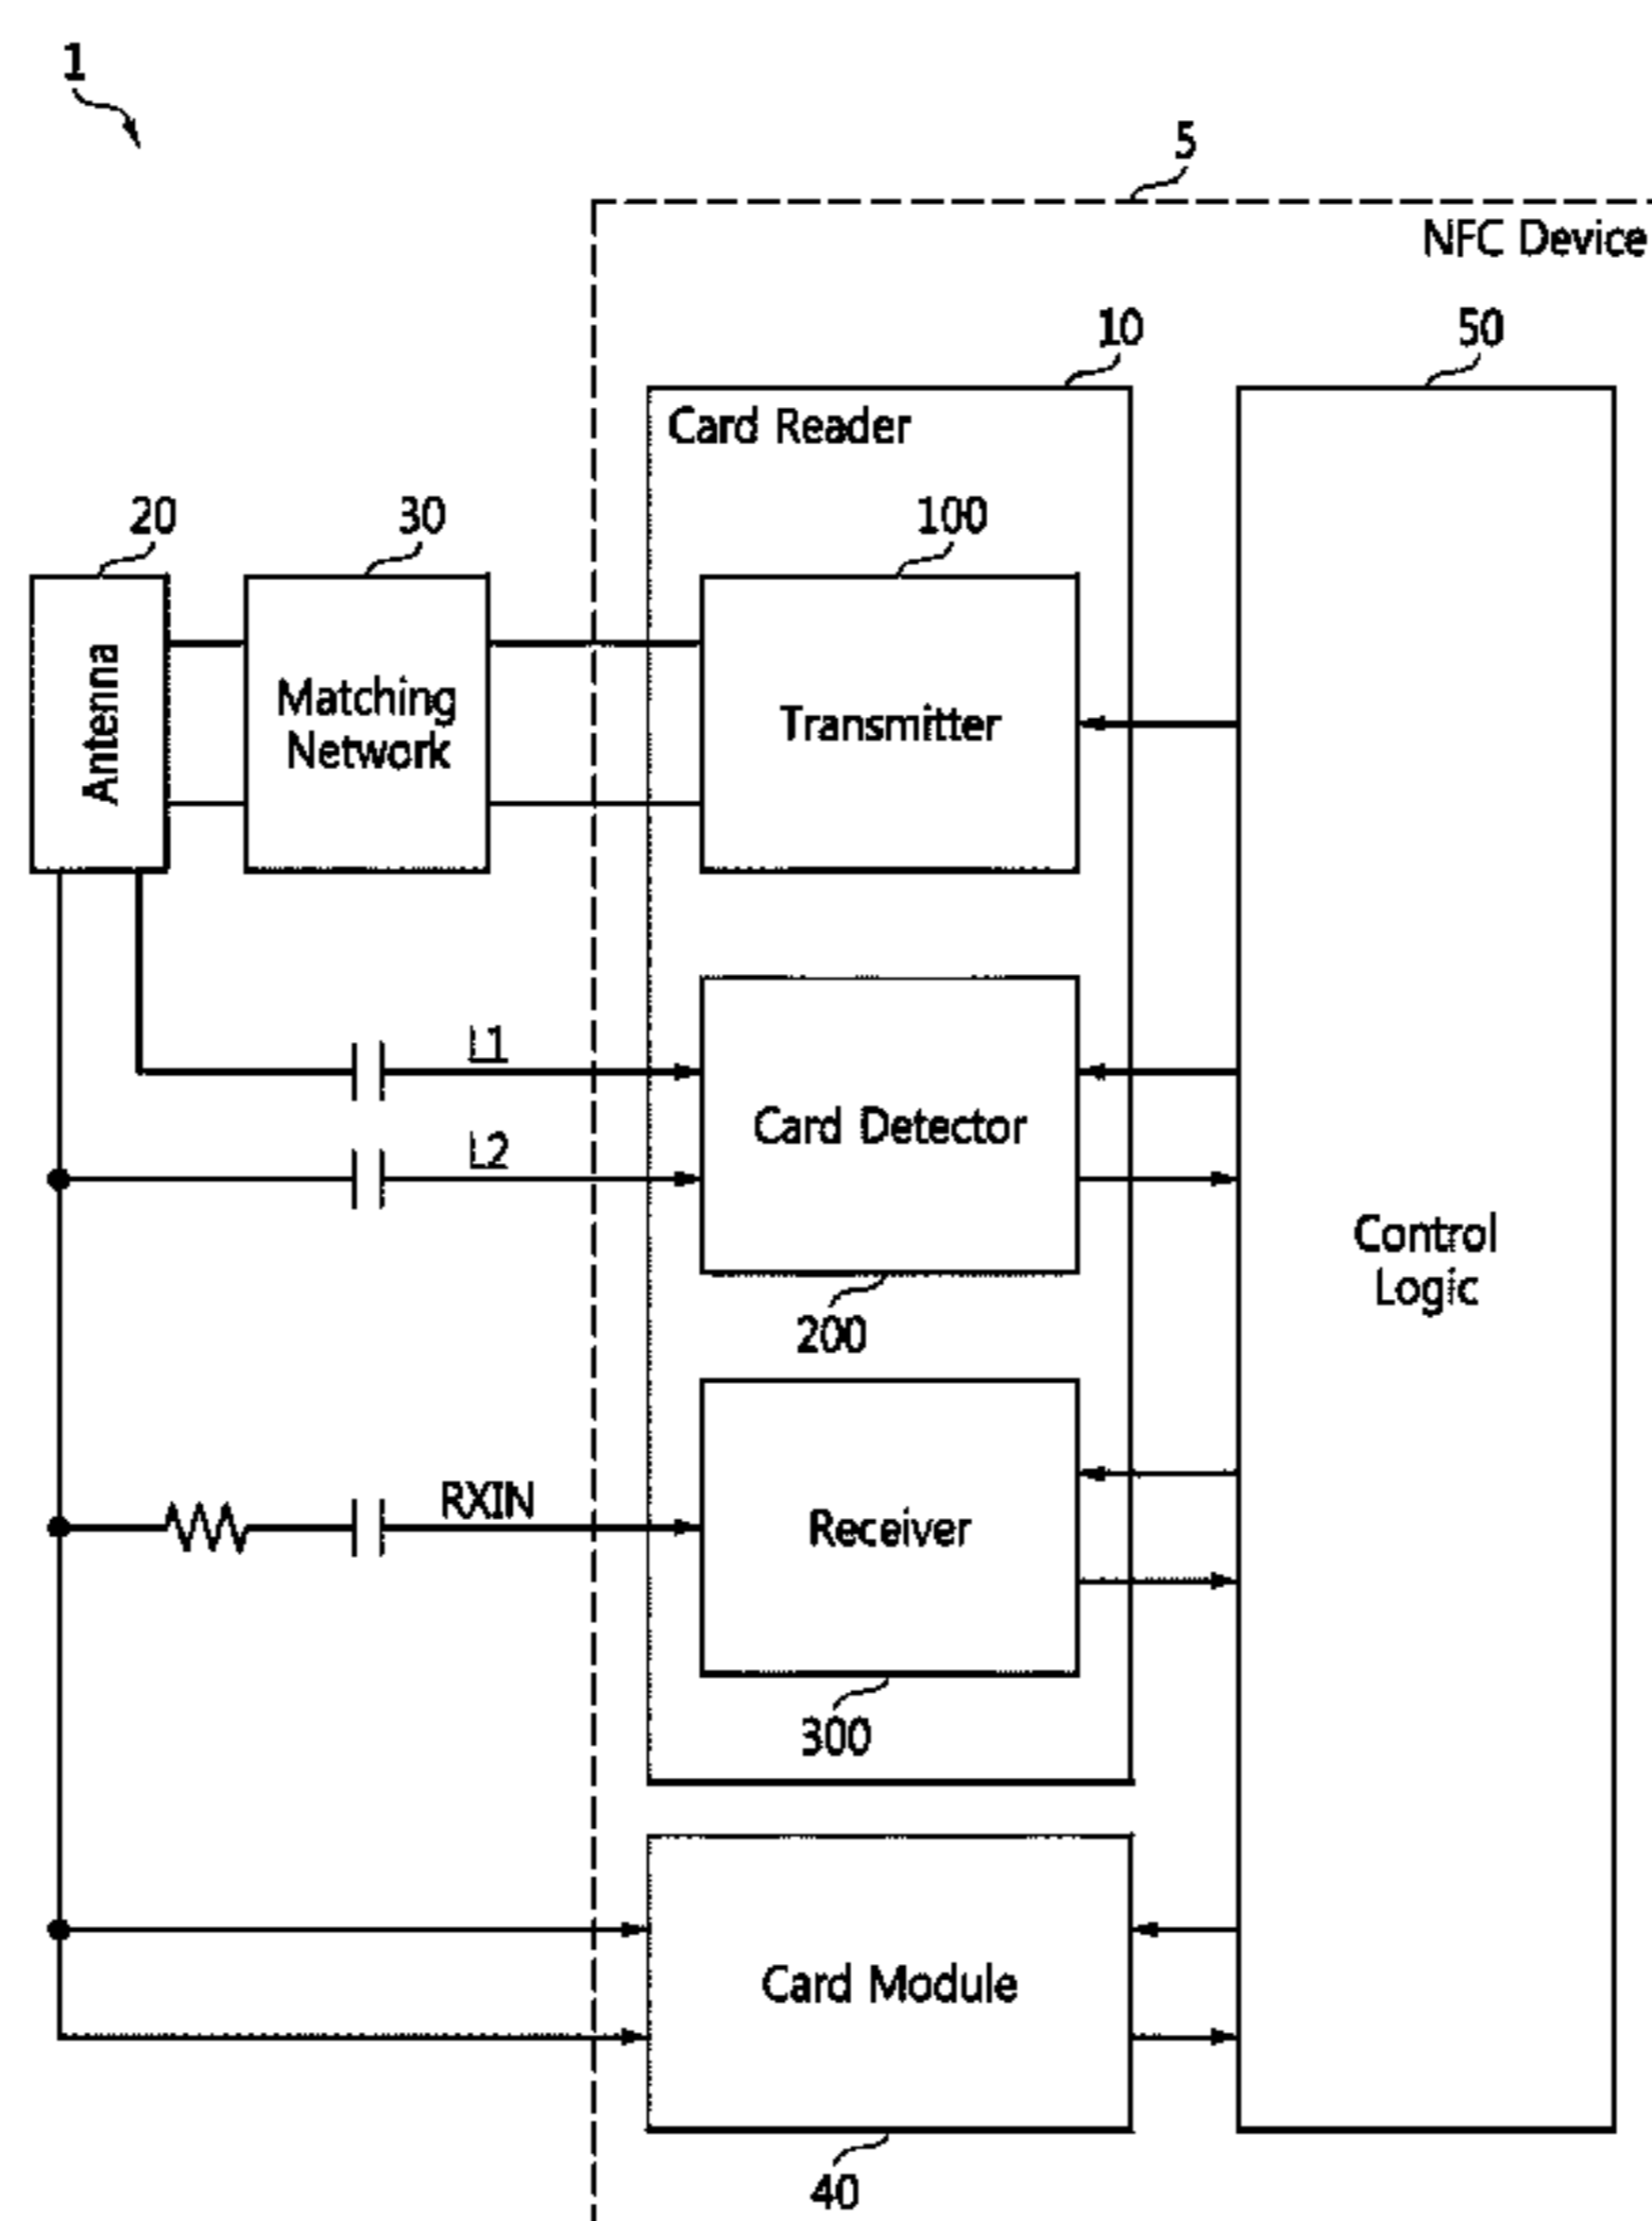 1
5
NFC Device
10
50
Card Reader
20
30
100
Antenna
Matching
Network
Transmitter
L1
Card Detector
L2
Control
Logic
200
RXIN
Receiver
300
Card Module
40